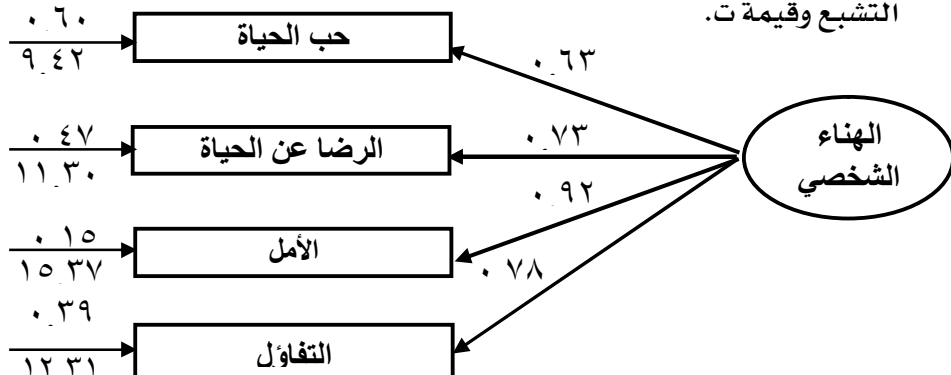 التشبع وقيمة ت.
٠.٦٠
حب الحياة
٩.٤٢
٠.٦٣
الهناء
الشخصي
٠.٤٧
الرضا عن الحياة
٠.٧٣
١١.٣٠
٠.٩٢
٠.١٥
الأمل
١٥.٣٧
٠.٧٨
٠.٣٩
التفاؤل
١٢.٣١